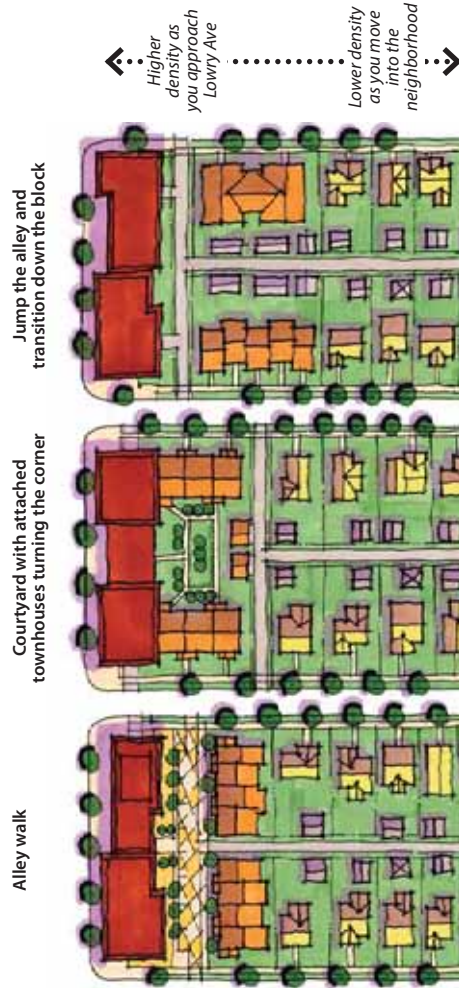 Alley walk
Courtyard with attached
townhouses turning the corner
Jump the alley and
transition down the block
Higher
density as
you approach
Lowry Ave
Lower density
as you move
into the
neighborhood